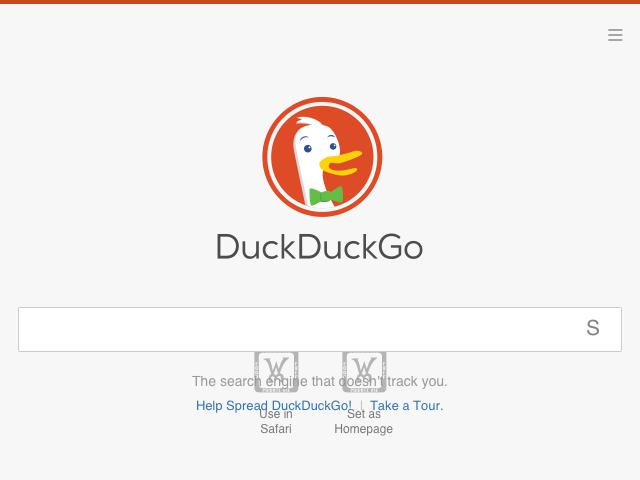 DuckDuckGo
S
The search engine that doesn't track you.
Help Spread DuckDuckGo! | Take a Tour.
Use in
Safari
Set as
Homepage